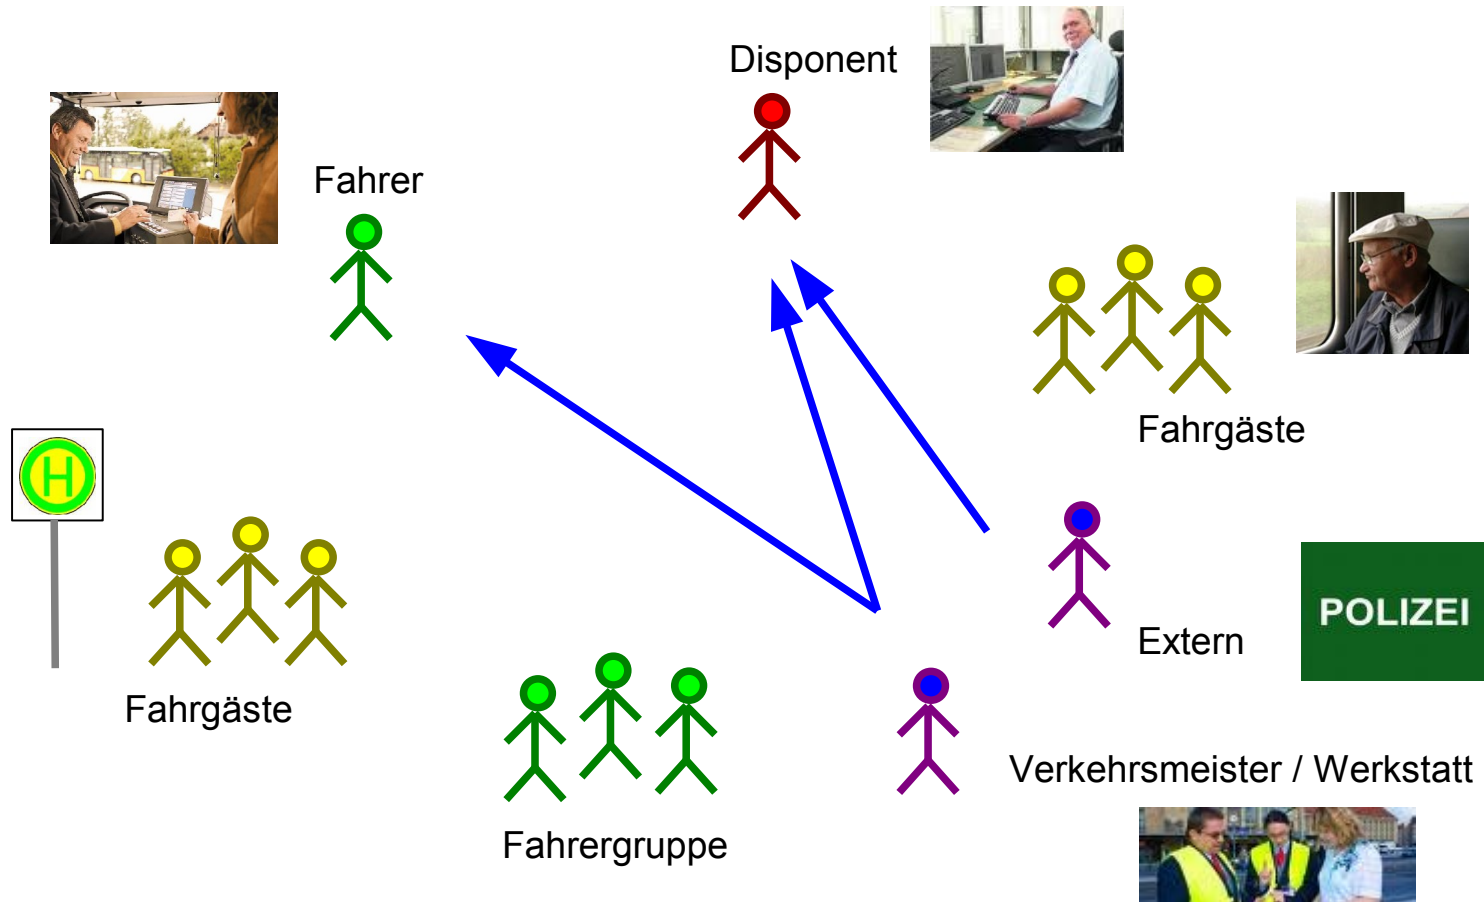 Disponent
Fahrer
Fahrgäste
H
POLIZEI
Extern
Fahrgäste
Verkehrsmeister / Werkstatt
Fahrergruppe